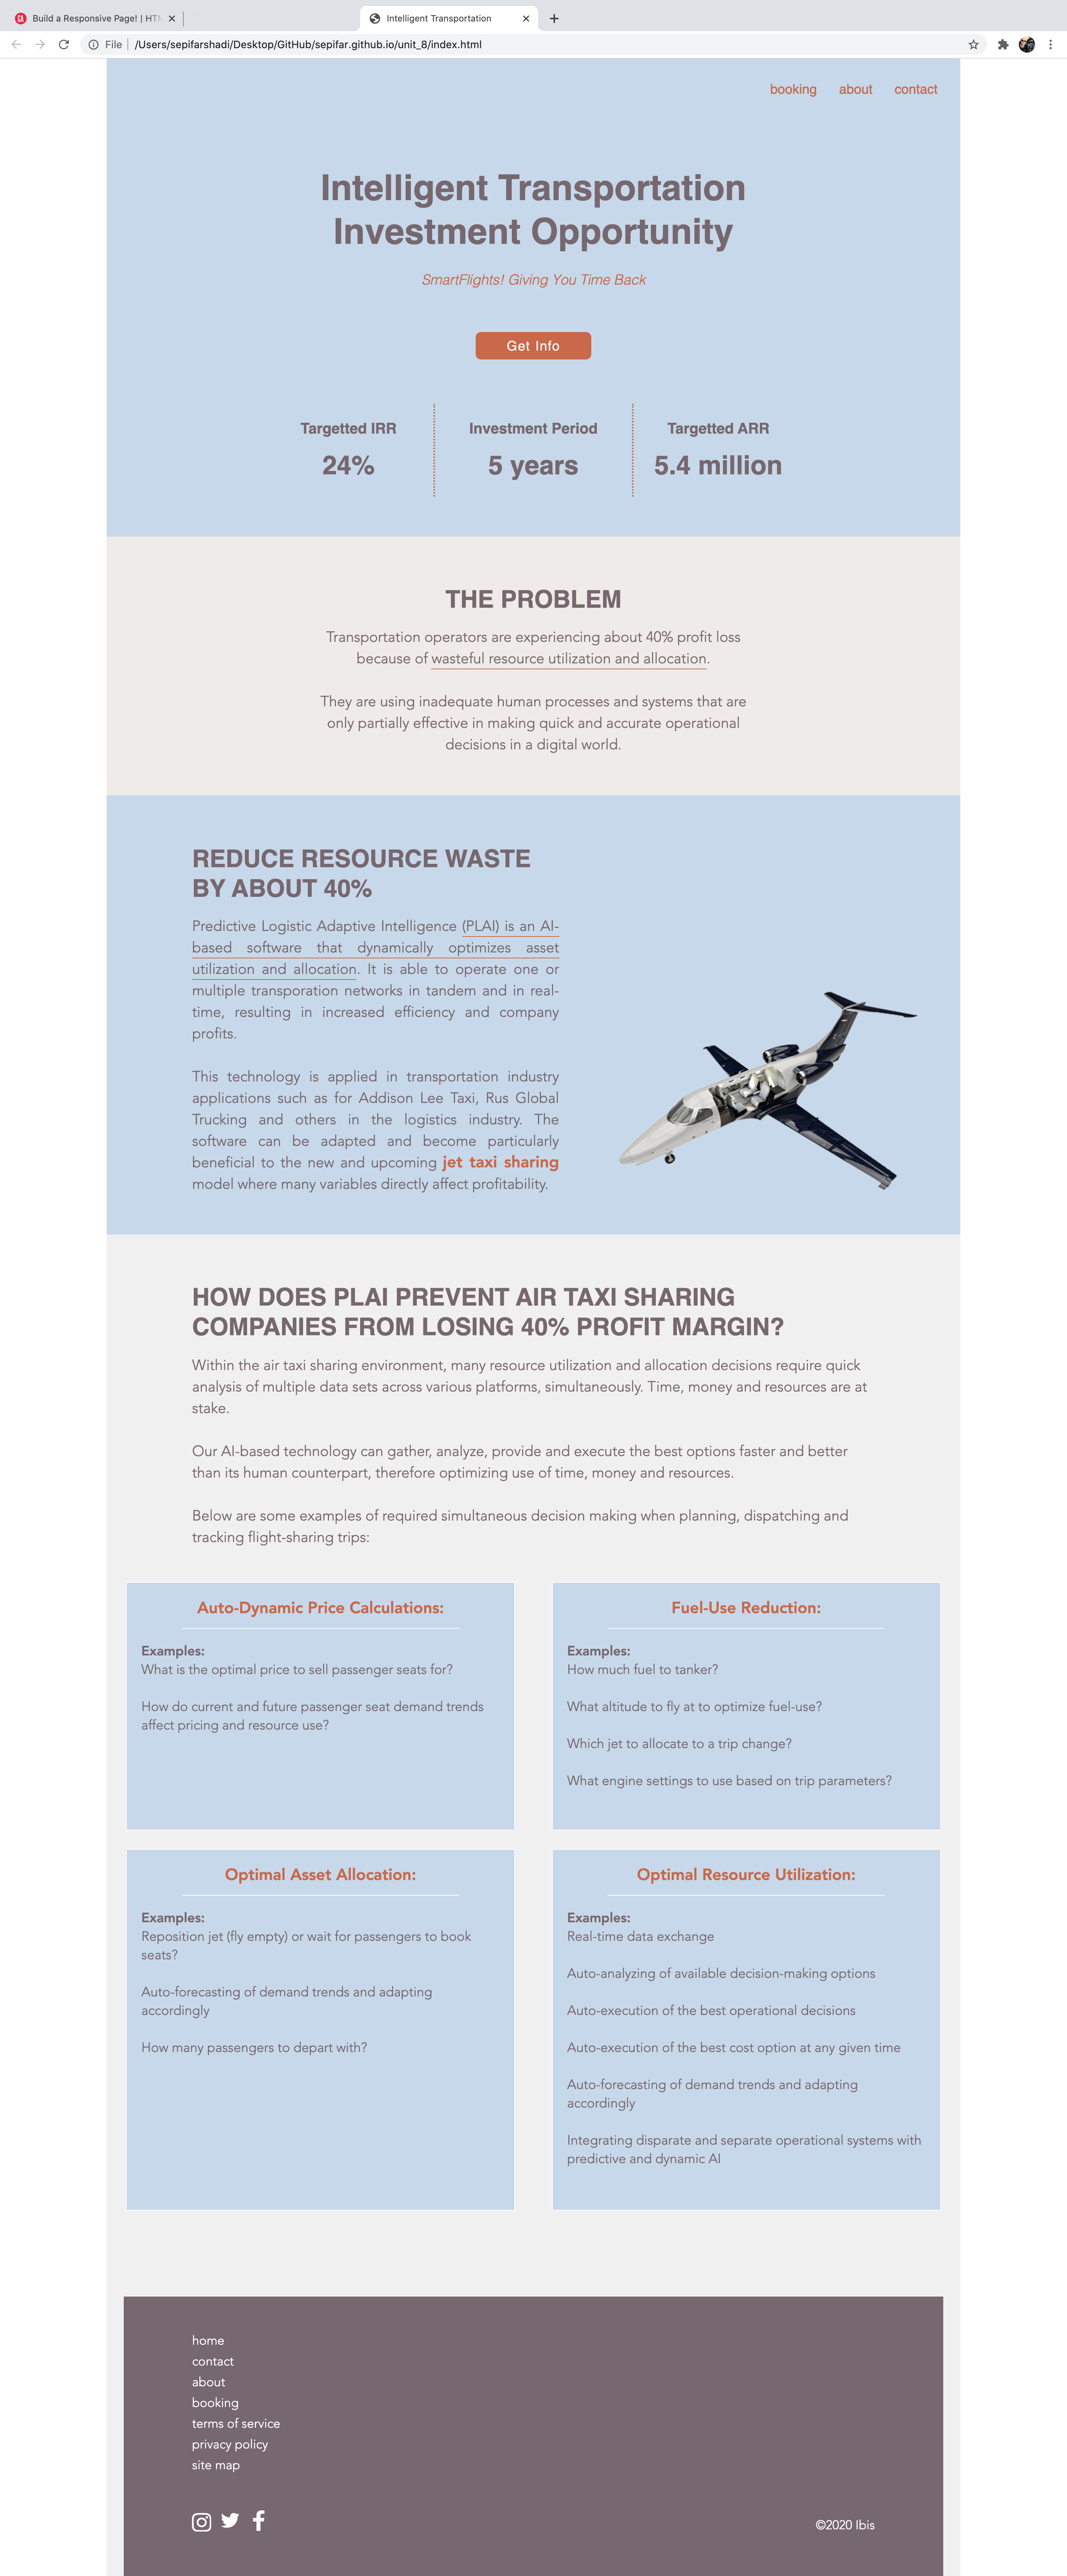 Build a Responsive Page! | HTM
Intelligent Transportation
File
/Users/sepifarshadi/Desktop/GitHub/sepifar.github.io/unit_8/index.html
booking about contact
Intelligent Transportation
Investment Opportunity
SmartFlights! Giving You Time Back
Get Info
Targetted IRR
24%
Investment Period
5 years
Targetted ARR
5.4 million
THE PROBLEM
Transportation operators are experiencing about 40% profit loss
because of wasteful resource utilization and allocation.
They are using inadequate human processes and systems that are
only partially effective in making quick and accurate operational
decisions in a digital world.
REDUCE RESOURCE WASTE
BY ABOUT 40%
Predictive Logistic Adaptive Intelligence (PLAI) is an AI-
based software that dynamically optimizes asset
utilization and allocation. It is able to operate one or
multiple transporation networks in tandem and in real-
time, resulting in increased efficiency and company
profits.
This technology is applied in transportation industry
applications such as for Addison Lee Taxi, Rus Global
Trucking and others in the logistics industry. The
software can be adapted and become particularly
beneficial to the new and upcoming jet taxi sharing
model where many variables directly affect profitability.
HOW DOES PLAI PREVENT AIR TAXI SHARING
COMPANIES FROM LOSING 40% PROFIT MARGIN?
Within the air taxi sharing environment, many resource utilization and allocation decisions require quick
analysis of multiple data sets across various platforms, simultaneously. Time, money and resources are at
stake.
Our AI-based technology can gather, analyze, provide and execute the best options faster and better
than its human counterpart, therefore optimizing use of time, money and resources.
Below are some examples of required simultaneous decision making when planning, dispatching and
tracking flight-sharing trips:
Auto-Dynamic Price Calculations:
Examples:
What is the optimal price to sell passenger seats for?
How do current and future passenger seat demand trends
affect pricing and resource use?
Fuel-Use Reduction:
Examples:
How much fuel to tanker?
What altitude to fly at to optimize fuel-use?
Which jet to allocate to a trip change?
What engine settings to use based on trip parameters?
Optimal Asset Allocation:
Examples:
Reposition jet (fly empty) or wait for passengers to book
seats?
Auto-forecasting of demand trends and adapting
accordingly
How many passengers to depart with?
Optimal Resource Utilization:
Examples:
Real-time data exchange
Auto-analyzing of available decision-making options
Auto-execution of the best operational decisions
Auto-execution of the best cost option at any given time
Auto-forecasting of demand trends and adapting
accordingly
Integrating disparate and separate operational systems with
predictive and dynamic AI
home
contact
about
booking
terms of service
privacy policy
site map
©2020 Ibis